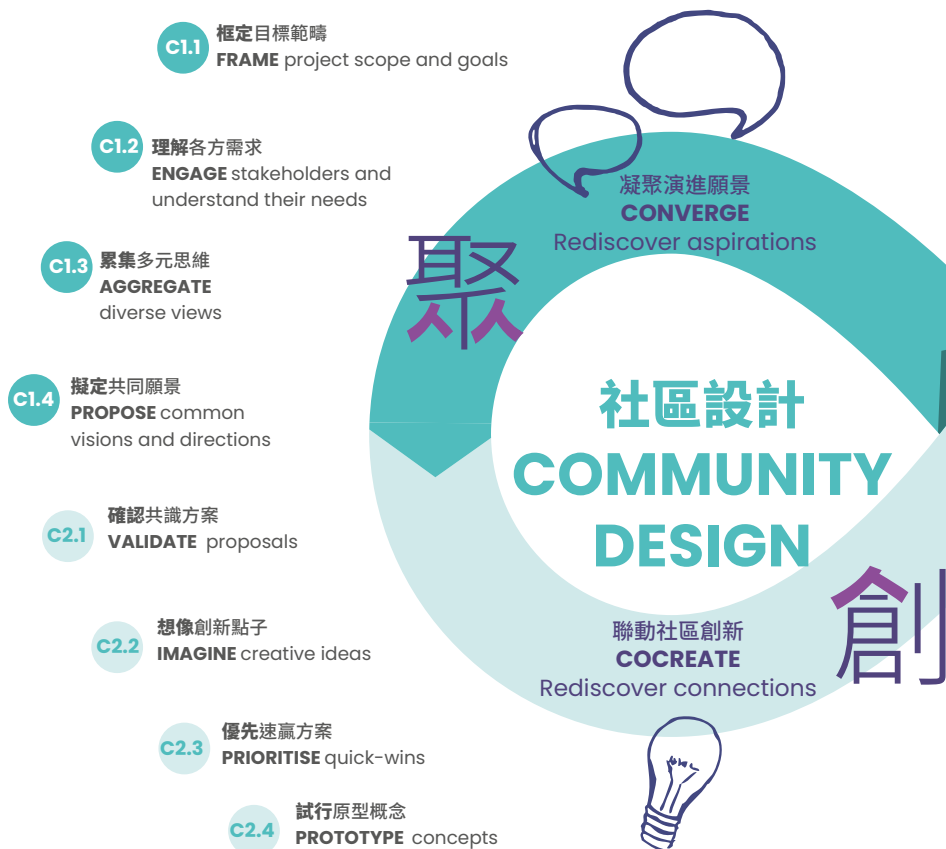 C1.1
框定目標範疇
FRAME project scope and goals
C1.2
理解各方需求
ENGAGE stakeholders and
understand their needs
C1.3
累集多元思維
AGGREGATE
diverse views
C1.4
擬定共同願景
PROPOSE common
visions and directions
C2.1
確認共識方案
VALIDATE proposals
C2.2
想像創新點子
IMAGINE creative ideas
C2.3
優先速贏方案
PRIORITISE quick-wins
C2.4
試行原型概念
PROTOTYPE concepts
凝聚演進願景
CONVERGE
Rediscover aspirations
聚
社區設計
COMMUNITY
DESIGN
創
聯動社區創新
COCREATE
Rediscover connections